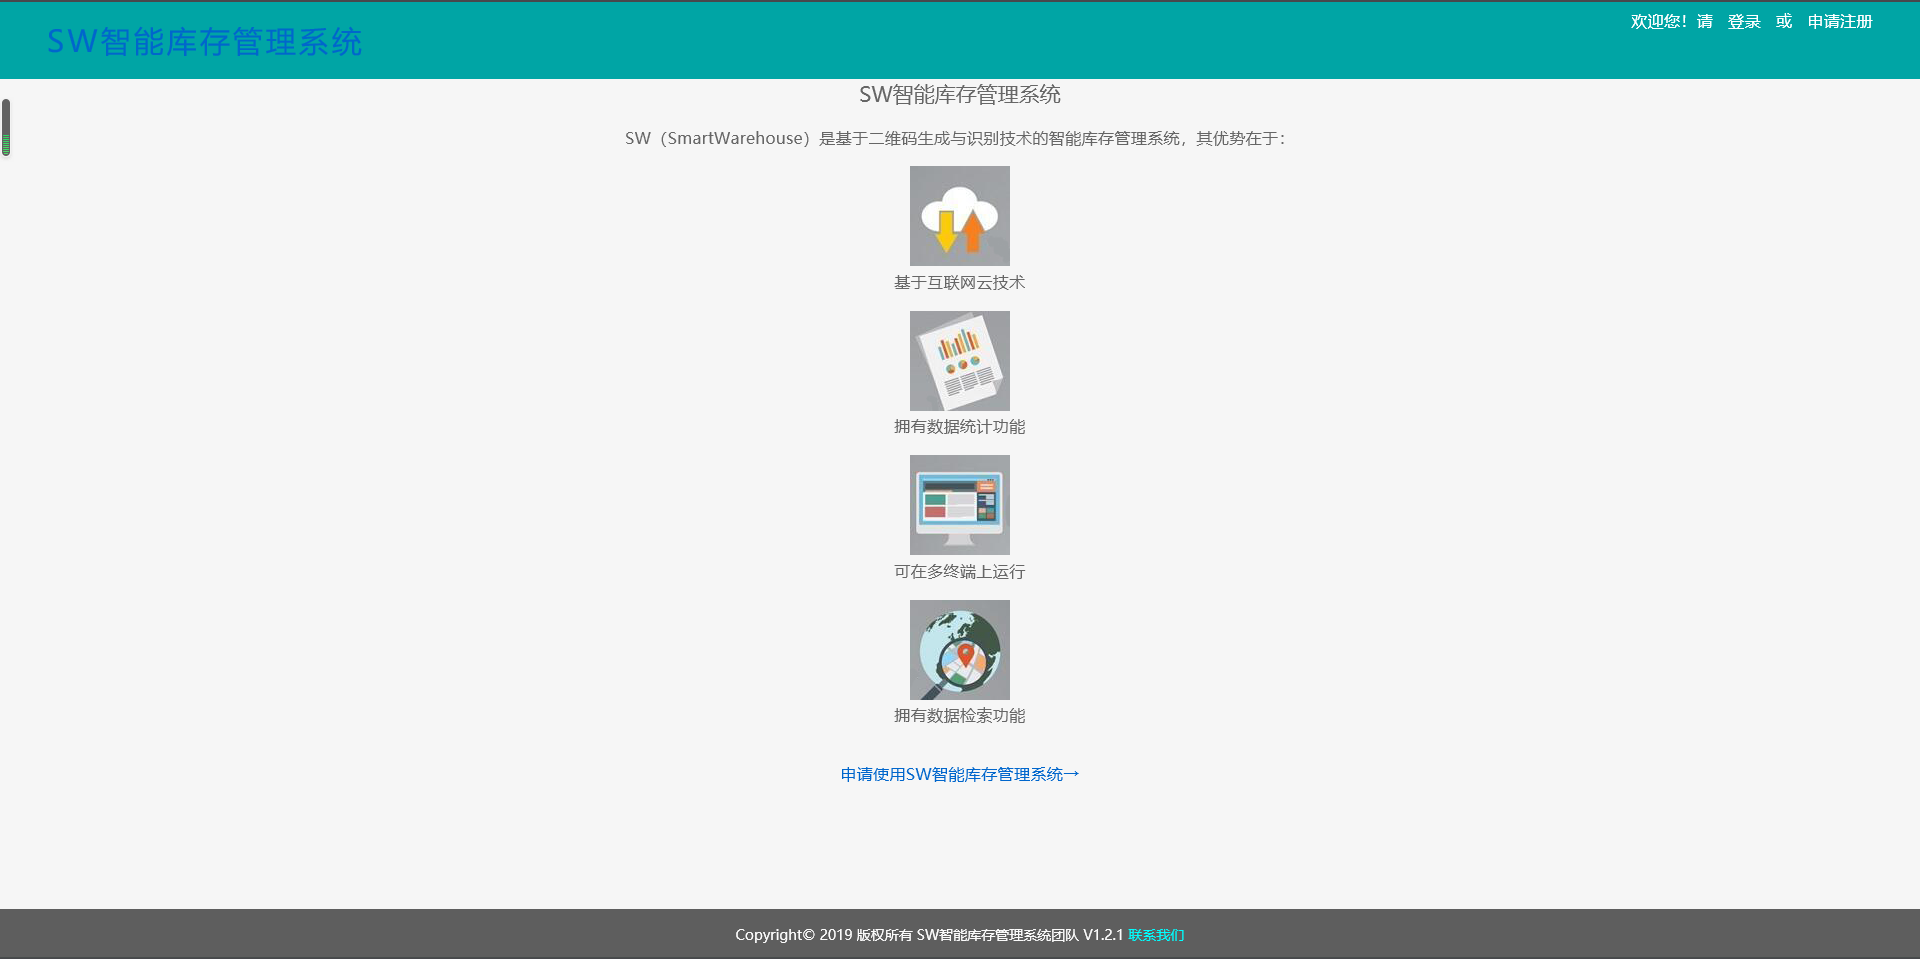 SW智能库存管理系统
欢迎您！请 登录 或 申请注册
SW智能库存管理系统
SW（SmartWarehouse）是基于二维码生成与识别技术的智能库存管理系统，其优势在于：
基于互联网云技术
拥有数据统计功能
可在多终端上运行
拥有数据检索功能
申请使用SW智能库存管理系统→
Copyright© 2019 版权所有 SW智能库存管理系统团队 V1.2.1 联系我们